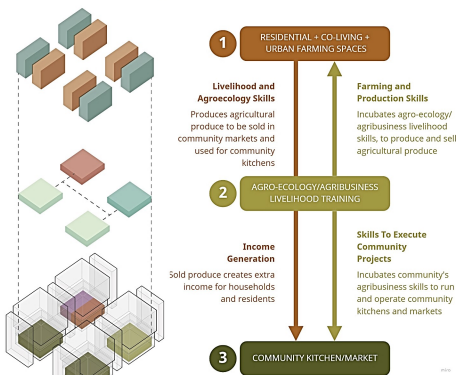 1
RESIDENTIAL + CO-LIVING +
URBAN FARMING SPACES
Livelihood and
Agroecology Skills
Produces agricultural
produce to be sold in
community markets and
used for community
kitchens
Farming and
Production Skills
Incubates agro-ecology/
agribusiness livelihood
skills, to produce and sell
agricultural produce
2
AGRO-ECOLOGY/AGRIBUSINESS
LIVELIHOOD TRAINING
Income
Generation
Sold produce creates extra
income for households
and residents
Skills To Execute
Community
Projects
Incubates community's
agribusiness skills to run
and operate community
kitchens and markets
3
COMMUNITY KITCHEN/MARKET